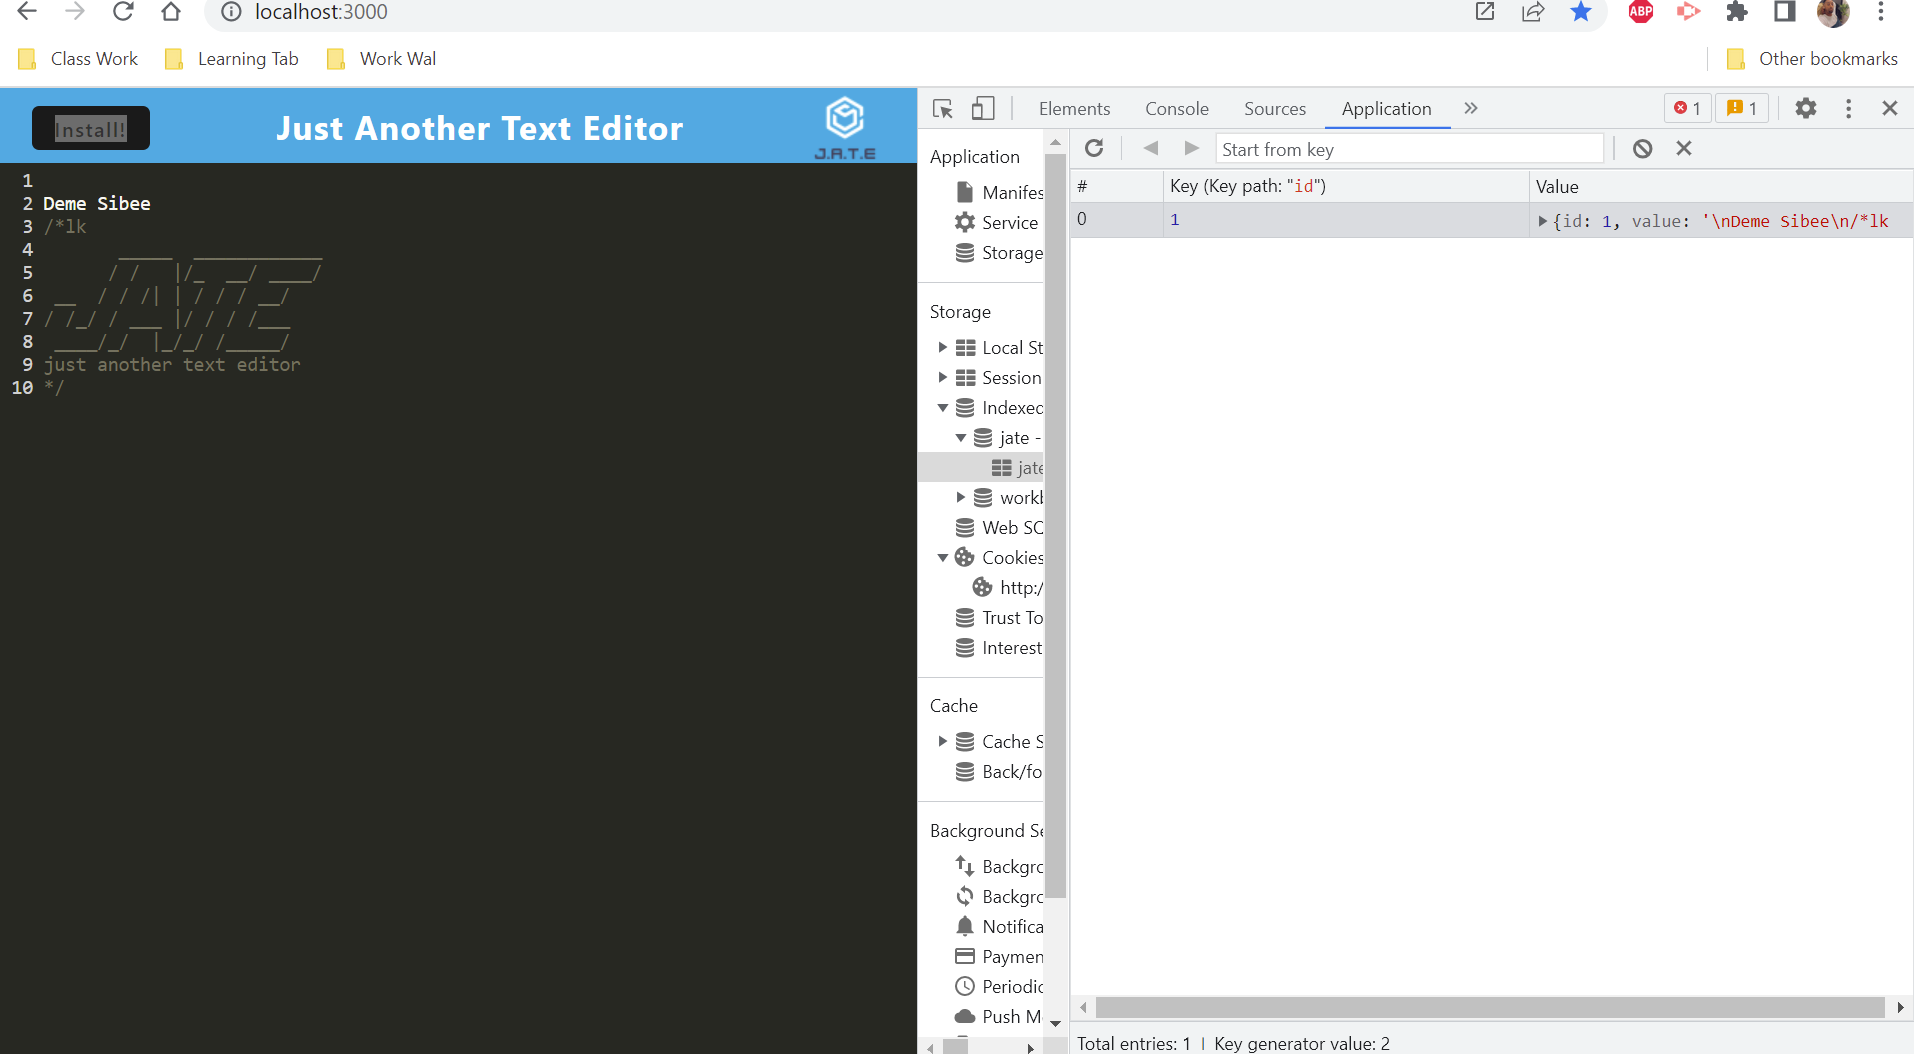 localhost:3000
ABP
Class Work
Learning Tab
Work Wal
Other bookmarks
Install!
Just Another Text Editor
J.A.T.E
1
2 Deme Sibee
3 /*lk
4        _____  ____________
5       / /   |/_  __/ ____/
6  __  / / /| | / / / __/
7 / /_/ / ___ |/ / / /___
8  ____/_/  |_/_/ /_____/
9 just another text editor
10 */
Elements Console Sources Application
1
1
Application
Manifes
Service
Storage
Storage
Local St
Session
Indexed
jate -
jate
workb
Web SQ
Cookies
http:/
Trust To
Interest
Cache
Cache S
Back/fo
Background Se
Backgro
Backgro
Notifica
Paymen
Periodic
Push M
Start from key
# Key (Key path: "id") Value
0 1 {id: 1, value: '\nDeme Sibee\n/*lk
Total entries: 1 Key generator value: 2